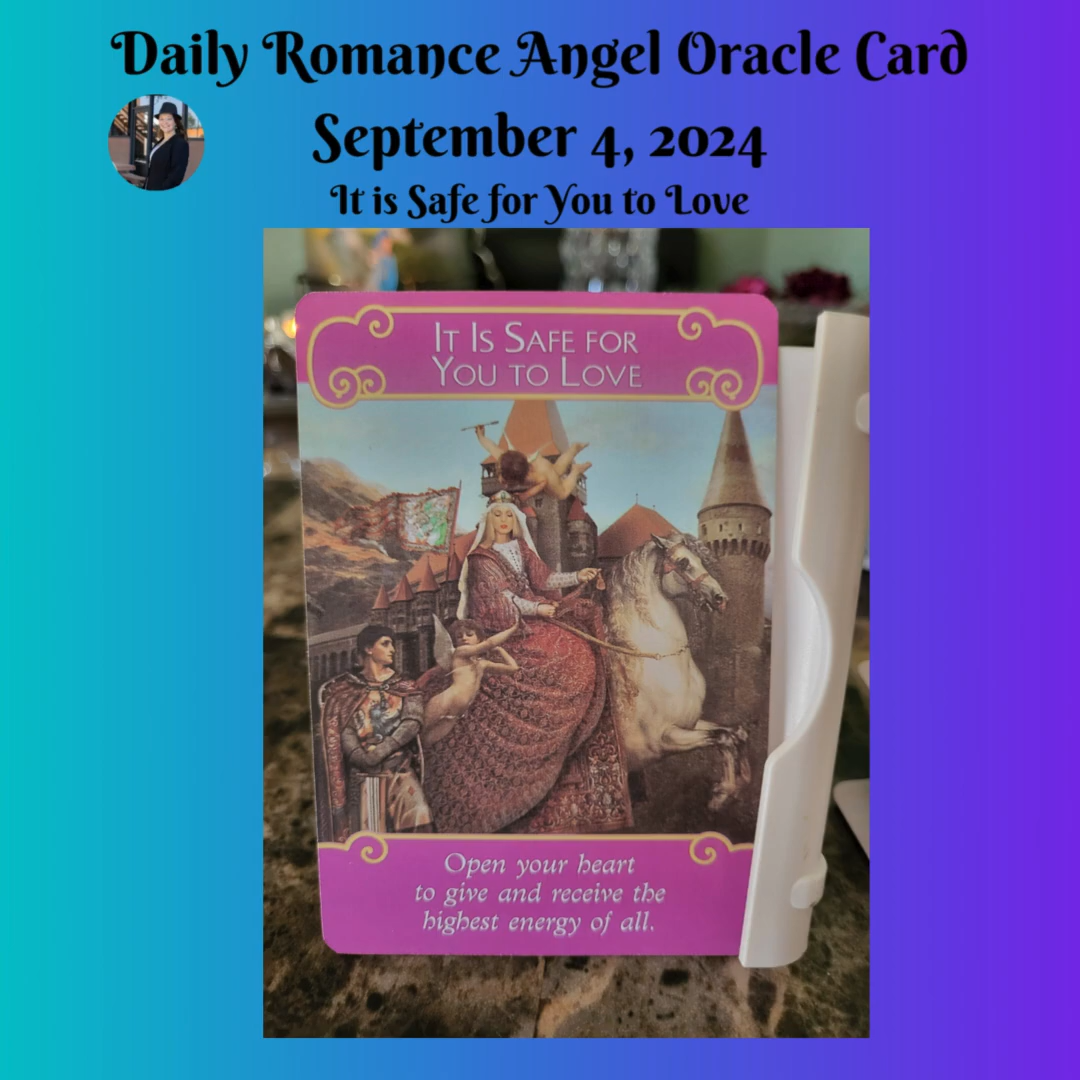 Daily Romance Angel Oracle Card
September 4, 2024
It is Safe for You to Love
It Is Safe for
You to Love
Open your heart
to give and receive the
highest energy of all.